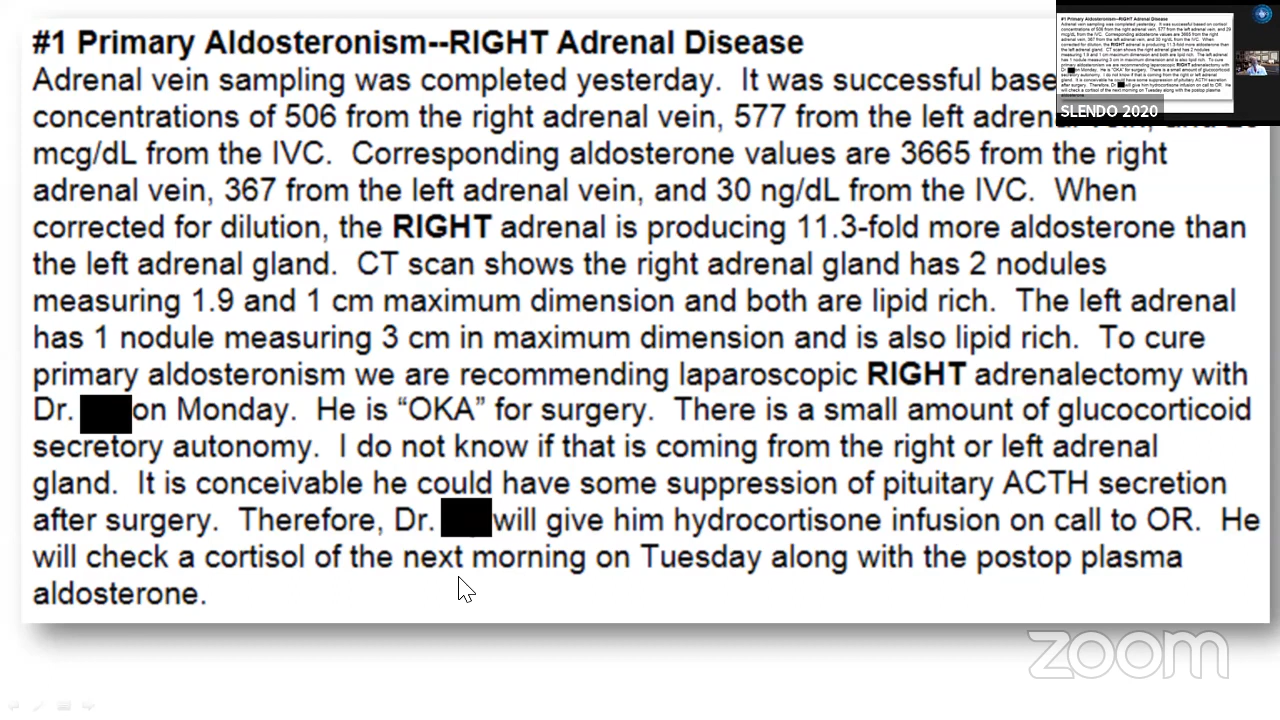 #1 Primary Aldosteronism--RIGHT Adrenal Disease
Adrenal vein sampling was completed yesterday. It was successful base
concentrations of 506 from the right adrenal vein, 577 from the left adren
mcg/dL from the IVC. Corresponding aldosterone values are 3665 from the right
adrenal vein, 367 from the left adrenal vein, and 30 ng/dL from the IVC. When
corrected for dilution, the RIGHT adrenal is producing 11.3-fold more aldosterone than
the left adrenal gland. CT scan shows the right adrenal gland has 2 nodules
measuring 1.9 and 1 cm maximum dimension and both are lipid rich. The left adrenal
has 1 nodule measuring 3 cm in maximum dimension and is also lipid rich. To cure
primary aldosteronism we are recommending laparoscopic RIGHT adrenalectomy with
Dr. on Monday. He is “OKA” for surgery. There is a small amount of glucocorticoid
secretory autonomy. I do not know if that is coming from the right or left adrenal
gland. It is conceivable he could have some suppression of pituitary ACTH secretion
after surgery. Therefore, Dr. will give him hydrocortisone infusion on call to OR. He
will check a cortisol of the next morning on Tuesday along with the postop plasma
aldosterone.
SLENDO 2020
zoom